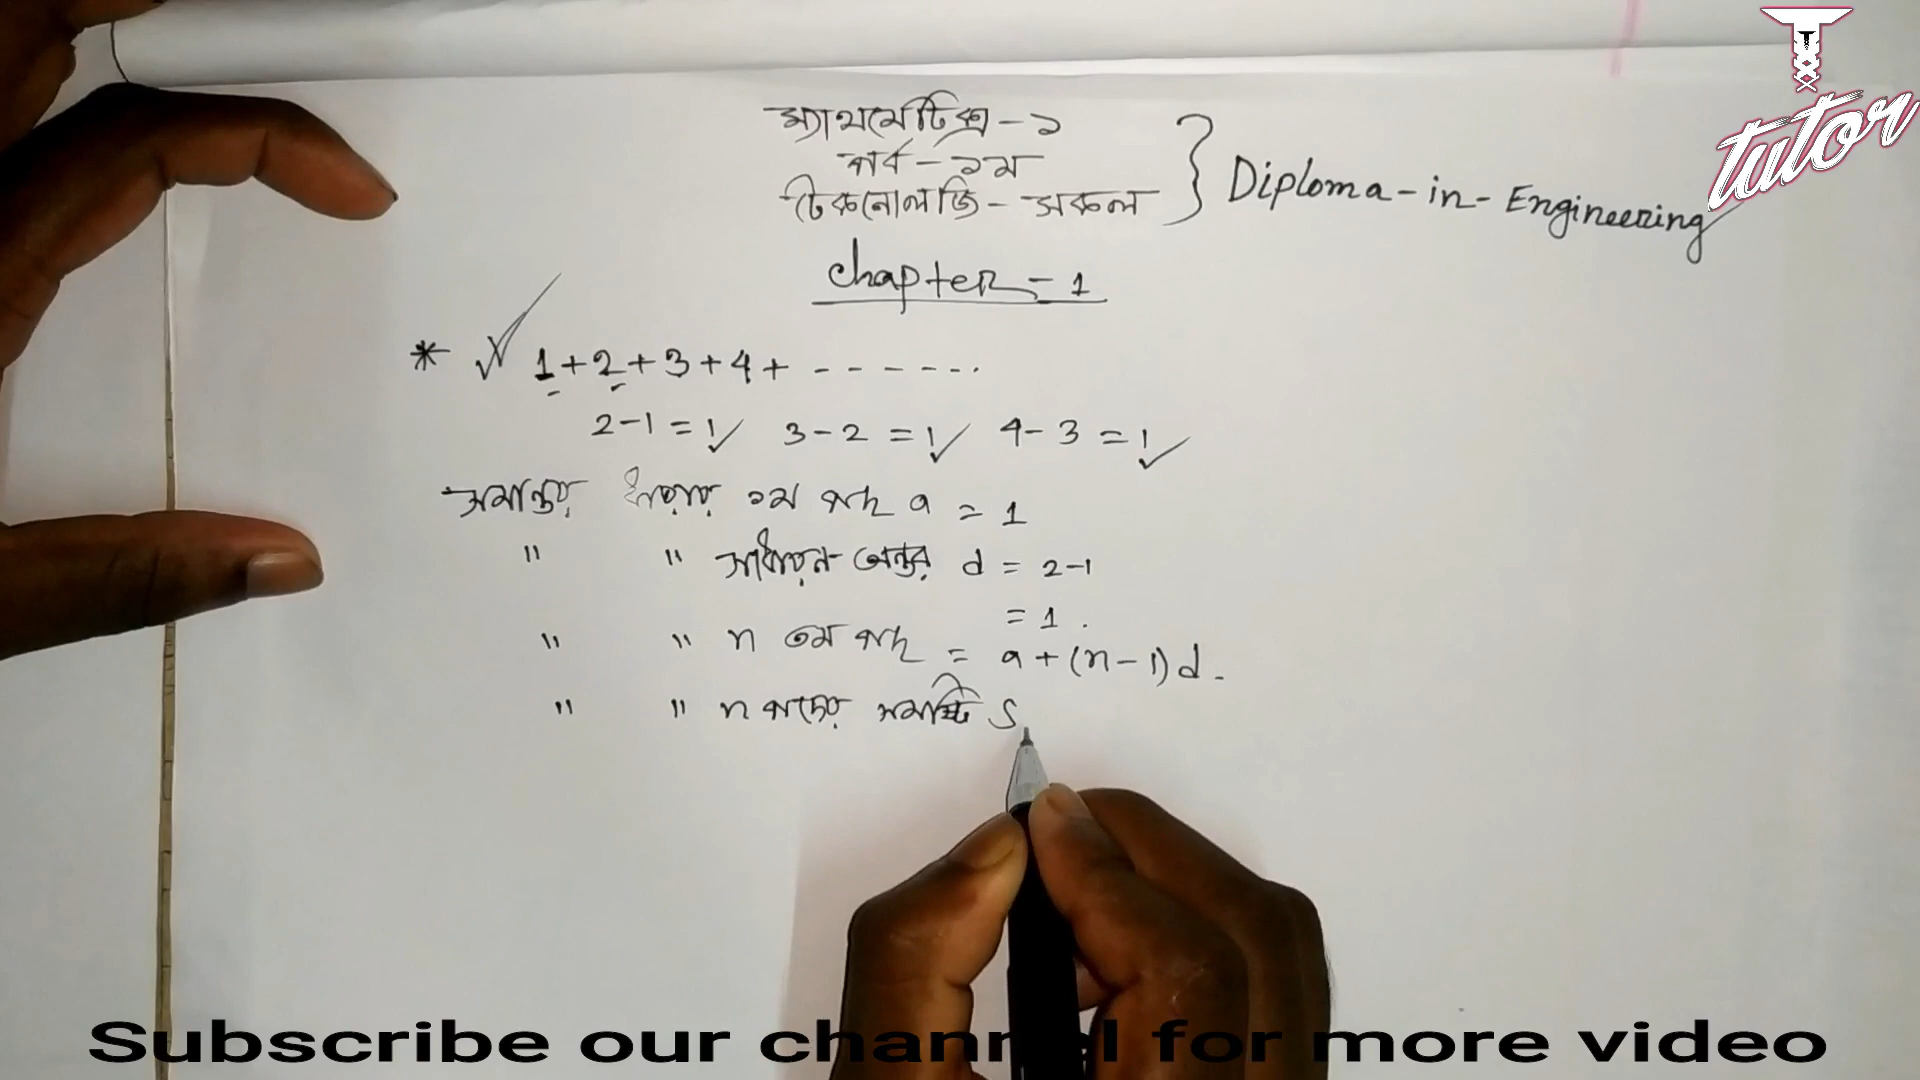 ম্যাথমেটিক্স - ১
পর্ব - ১ম
টেকনোলজি - সকল
} Diploma-in-Engineering
Chapter - 1
* √ 1+2+3+4+ - - - - - - -
2-1 = 1 ✓ 3-2 = 1 ✓ 4-3 = 1 ✓
সমান্তর ধারার ১ম পদ a = 1
" " সাধারন অন্তর d = 2-1
= 1 .
" " n তম পদ = a+(n-1)d .
" " n পদের সমষ্টি S
T
TUTOR
tutor
Subscribe our channel for more video